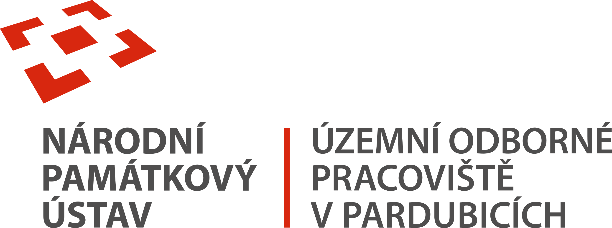 NÁRODNÍ
PAMÁTKOVÝ
ÚSTAV
ÚZEMNÍ ODBORNÉ
PRACOVIŠTĚ
V PARDUBICÍCH